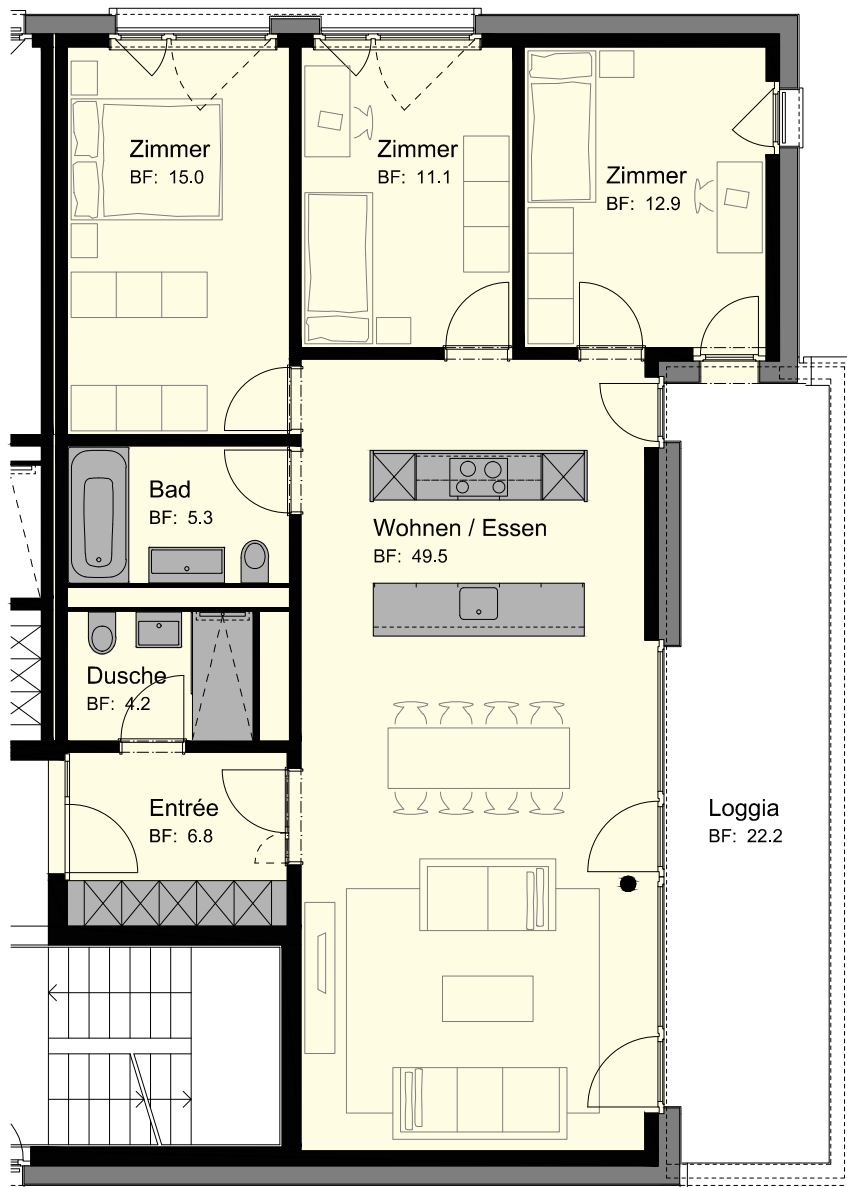 Zimmer
BF: 15.0
Zimmer
BF: 11.1
Zimmer
BF: 12.9
Bad
BF: 5.3
Wohnen / Essen
BF: 49.5
Dusche
BF: 4.2
Entrée
BF: 6.8
Loggia
BF: 22.2